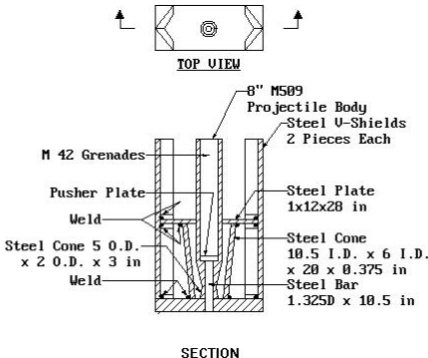 TOP VIEW
8" M509
Projectile Body
Steel V-Shields
2 Pieces Each
M 42 Grenades
Pusher Plate
Steel Plate
1x12x28 in
Weld
Steel Cone 5 O.D.
x 2 O.D. x 3 in
Steel Cone
10.5 I.D. x 6 I.D.
x 20 x 0.375 in
Weld
Steel Bar
1.325D x 10.5 in
SECTION